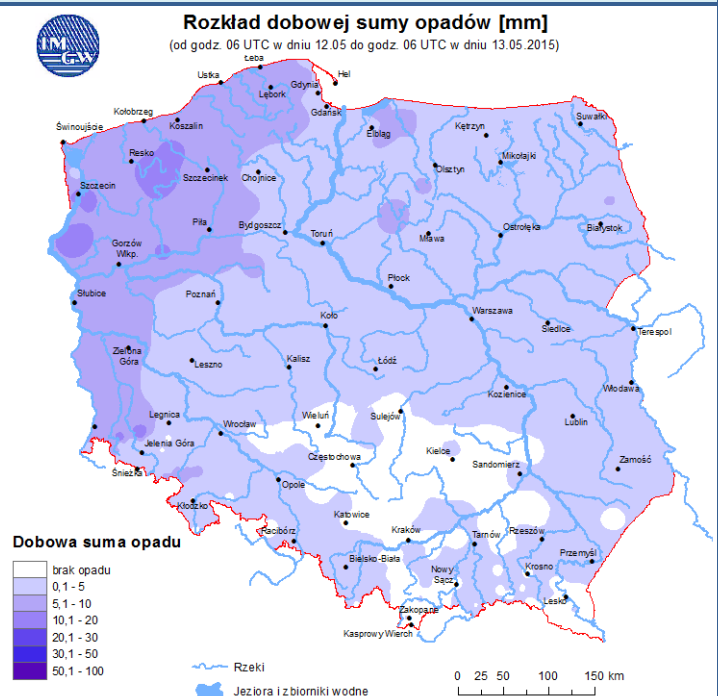 Rozkład dobowej sumy opadów [mm]
(od godz. 06 UTC w dniu 12.05 do godz. 06 UTC w dniu 13.05.2015)
IM
GW
Łeba
Ustka
Hel
Gdynia
Lębork
Gdańsk
Kołobrzeg
Koszalin
Świnoujście
Elbląg
Kętrzyn
Suwałki
Resko
Mikołajki
Olsztyn
Szczecinek
Chojnice
Szczecin
Piła
Bydgoszcz
Toruń
Mława
Ostrołęka
Białystok
Gorzów
Wlkp.
Płock
Słubice
Poznań
Koło
Warszawa
Siedlce
Terespol
Zielona
Góra
Leszno
Kalisz
Łódź
Kozienice
Włodawa
Legnica
Wrocław
Wieluń
Sulejów
Lublin
Jelenia Góra
Częstochowa
Kielce
Sandomierz
Zamość
Śnieżka
Opole
Kłodzko
Katowice
Racibórz
Kraków
Tarnów
Rzeszów
Przemyśl
Bielsko-Biała
Nowy
Sącz
Krosno
Lesko
Zakopane
Kasprowy Wierch
Dobowa suma opadu
brak opadu
0,1 - 5
5,1 - 10
10,1 - 20
20,1 - 30
30,1 - 50
50,1 - 100
Rzeki
Jeziora i zbiorniki wodne
0 25 50 100 150 km